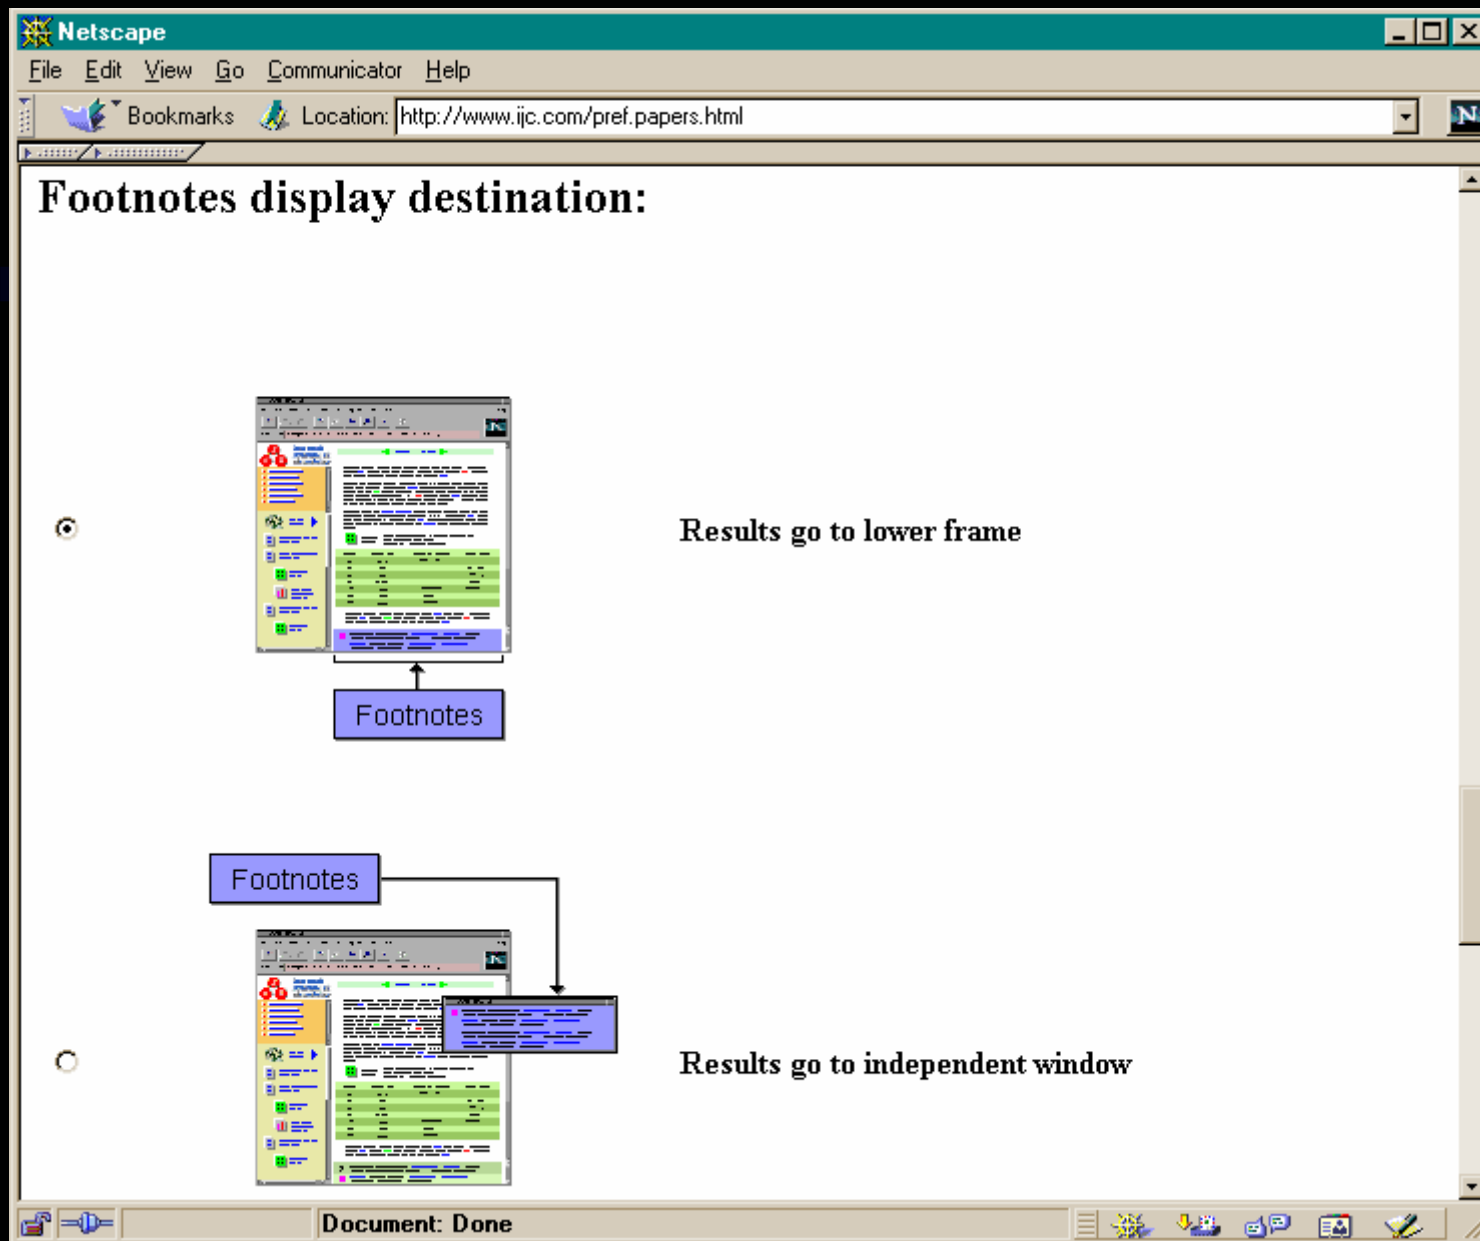 Netscape
File Edit View Go Communicator Help
Bookmarks Location: http://www.ijc.com/pref.papers.html
N
Footnotes display destination:
Results go to lower frame
Footnotes
Footnotes
Results go to independent window
Document: Done